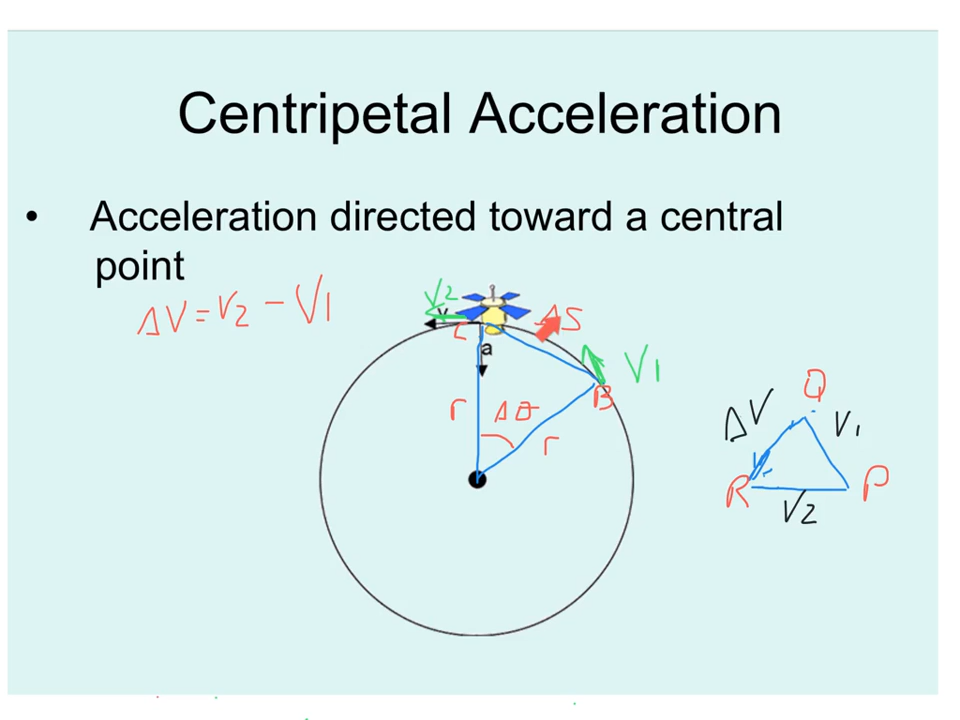 Centripetal Acceleration
• Acceleration directed toward a central
point
ΔV = V2 - V1
V2
v
C
ΔS
a
V1
B
r
Δθ
r
Q
ΔV
V1
R
P
V2